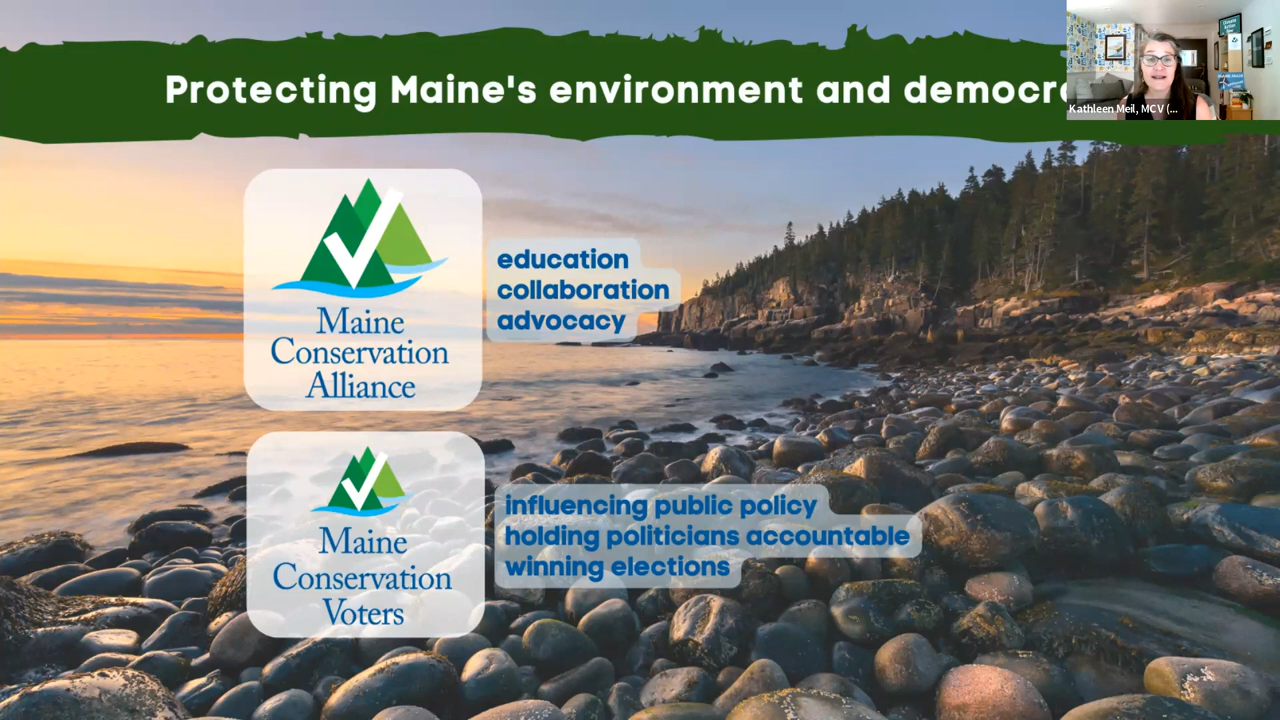 Protecting Maine's environment and democr
Kathleen Meil, MCV (...
Maine
Conservation
Alliance
education
collaboration
advocacy
Maine
Conservation
Voters
influencing public policy
holding politicians accountable
winning elections